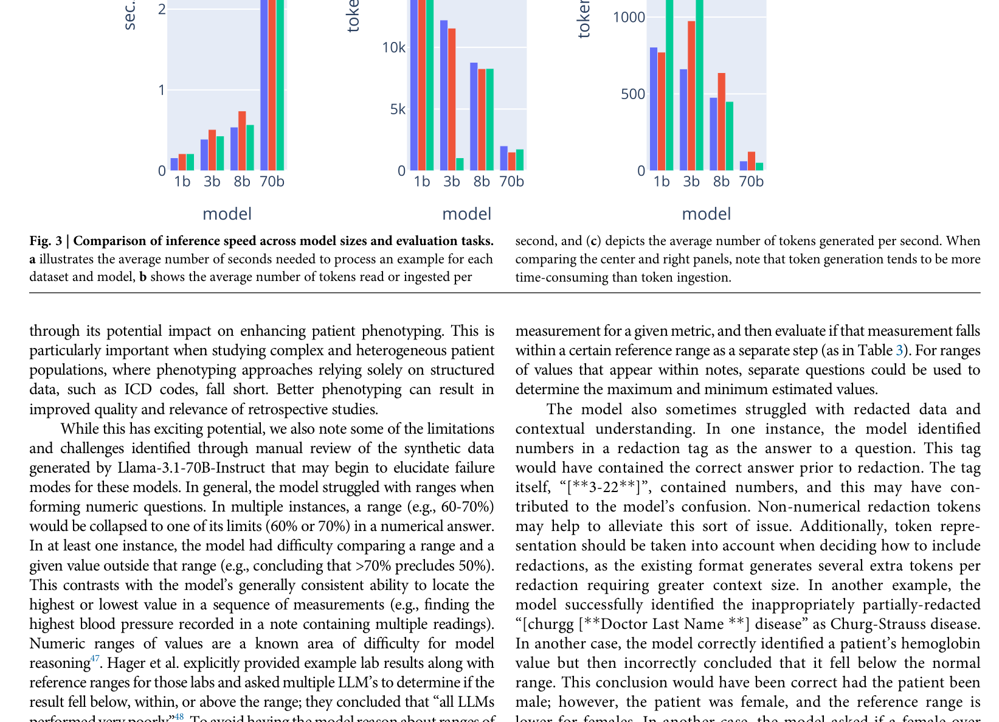 sec.
2
1
0
1b 3b 8b 70b
model
10k
5k
0
1b 3b 8b 70b
model
1000
500
0
1b 3b 8b 70b
model
Fig. 3 | Comparison of inference speed across model sizes and evaluation tasks.
a illustrates the average number of seconds needed to process an example for each
dataset and model, b shows the average number of tokens read or ingested per
second, and (c) depicts the average number of tokens generated per second. When
comparing the center and right panels, note that token generation tends to be more
time-consuming than token ingestion.
through its potential impact on enhancing patient phenotyping. This is
particularly important when studying complex and heterogeneous patient
populations, where phenotyping approaches relying solely on structured
data, such as ICD codes, fall short. Better phenotyping can result in
improved quality and relevance of retrospective studies.
While this has exciting potential, we also note some of the limitations
and challenges identified through manual review of the synthetic data
generated by Llama-3.1-70B-Instruct that may begin to elucidate failure
modes for these models. In general, the model struggled with ranges when
forming numeric questions. In multiple instances, a range (e.g., 60-70%)
would be collapsed to one of its limits (60% or 70%) in a numerical answer.
In at least one instance, the model had difficulty comparing a range and a
given value outside that range (e.g., concluding that >70% precludes 50%).
This contrasts with the model's generally consistent ability to locate the
highest or lowest value in a sequence of measurements (e.g., finding the
highest blood pressure recorded in a note containing multiple readings).
Numeric ranges of values are a known area of difficulty for model
reasoning47. Hager et al. explicitly provided example lab results along with
reference ranges for those labs and asked multiple LLM's to determine if the
result fell below, within, or above the range; they concluded that “all LLMs
performed very poorly”48. To avoid having the model reason about ranges of
measurement for a given metric, and then evaluate if that measurement falls
within a certain reference range as a separate step (as in Table 3). For ranges
of values that appear within notes, separate questions could be used to
determine the maximum and minimum estimated values.
The model also sometimes struggled with redacted data and
contextual understanding. In one instance, the model identified
numbers in a redaction tag as the answer to a question. This tag
would have contained the correct answer prior to redaction. The tag
itself, “[**3-22**]”, contained numbers, and this may have con-
tributed to the model's confusion. Non-numerical redaction tokens
may help to alleviate this sort of issue. Additionally, token repre-
sentation should be taken into account when deciding how to include
redactions, as the existing format generates several extra tokens per
redaction requiring greater context size. In another example, the
model successfully identified the inappropriately partially-redacted
“[churgg [**Doctor Last Name **] disease” as Churg-Strauss disease.
In another case, the model correctly identified a patient's hemoglobin
value but then incorrectly concluded that it fell below the normal
range. This conclusion would have been correct had the patient been
male; however, the patient was female, and the reference range is
lower for females. In another case, the model asked if a female over